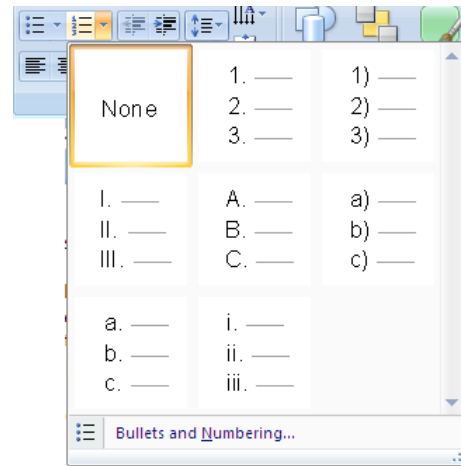 None
1.
2.
3.
1)
2)
3)
I.
II.
III.
A.
B.
C.
a)
b)
c)
a.
b.
c.
i.
ii.
iii.
Bullets and Numbering...